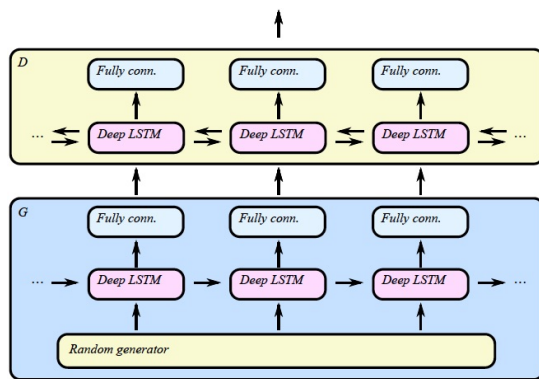 D
Fully conn. Fully conn. Fully conn.
... Deep LSTM Deep LSTM Deep LSTM ...
G
Fully conn. Fully conn. Fully conn.
... Deep LSTM Deep LSTM Deep LSTM ...
Random generator